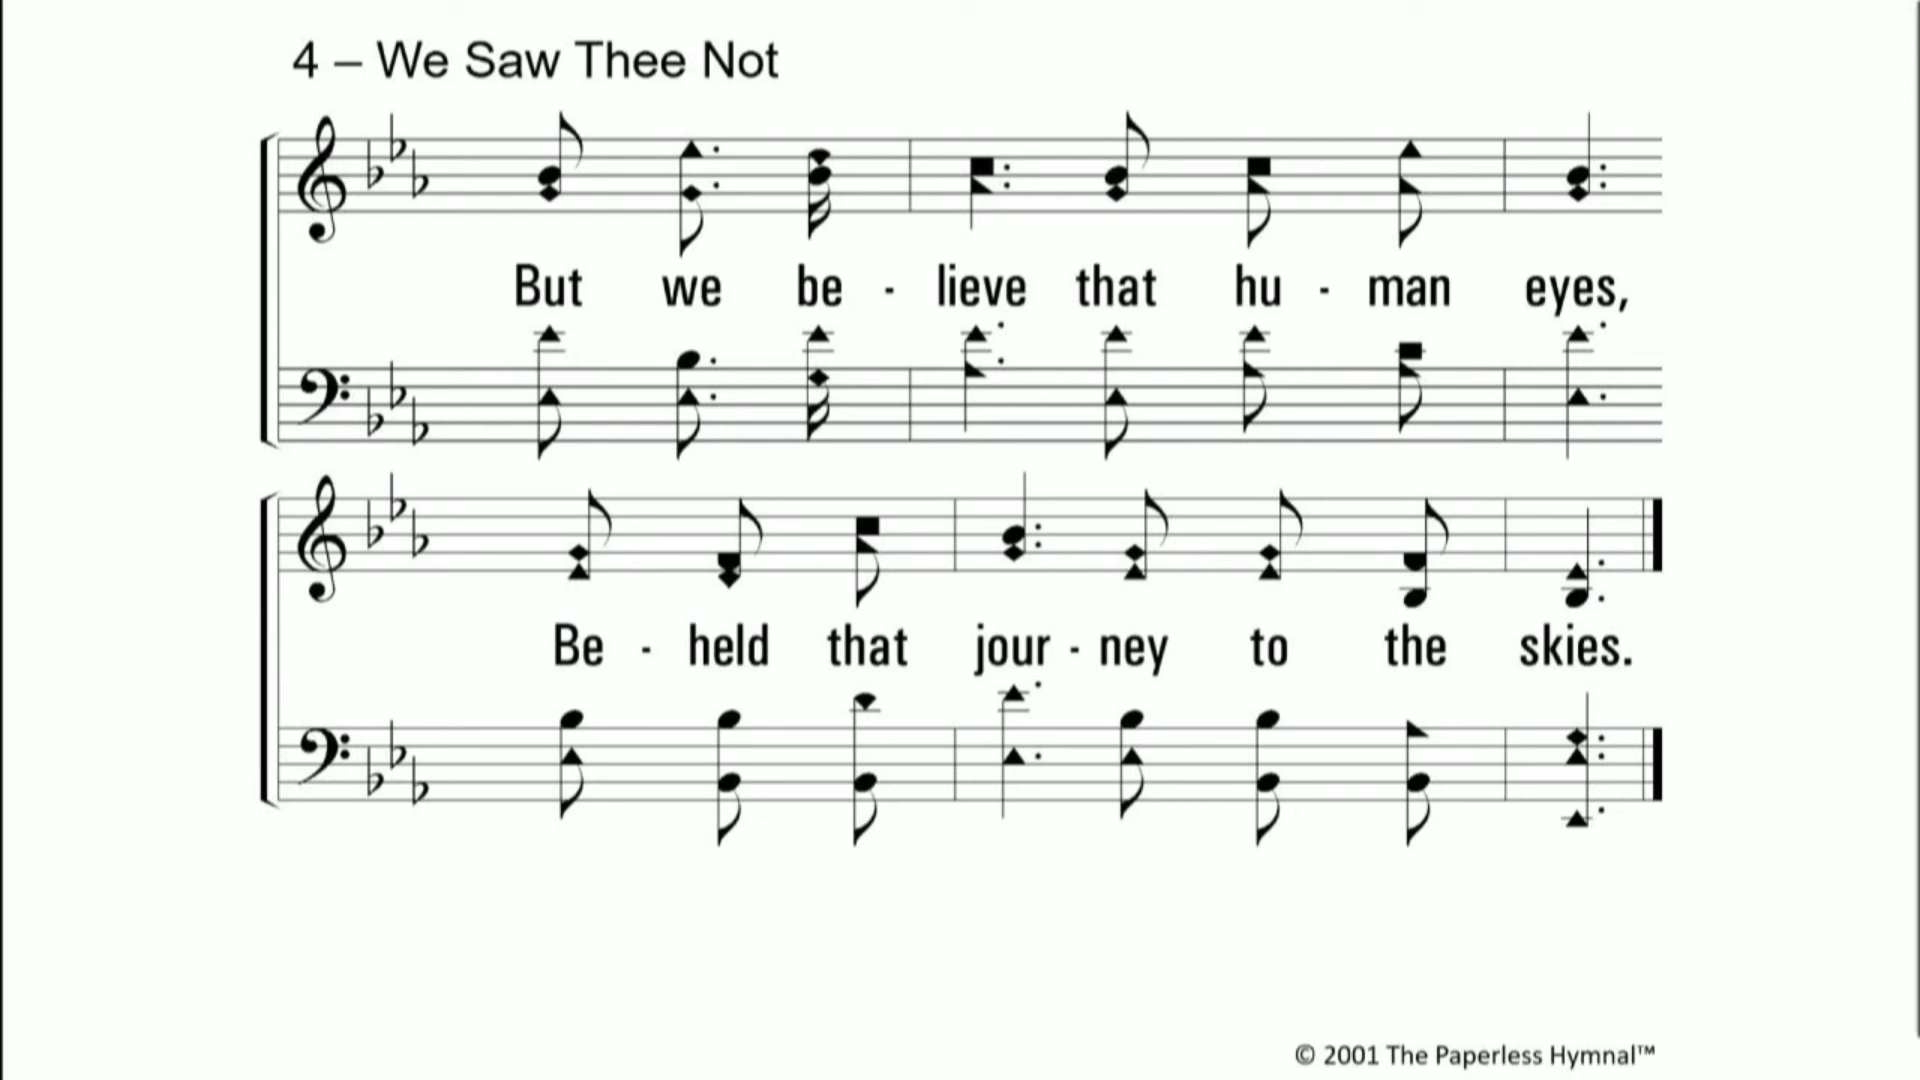 4 – We Saw Thee Not
But we be - lieve that hu - man eyes,
Be - held that jour - ney to the skies.
© 2001 The Paperless Hymnal™